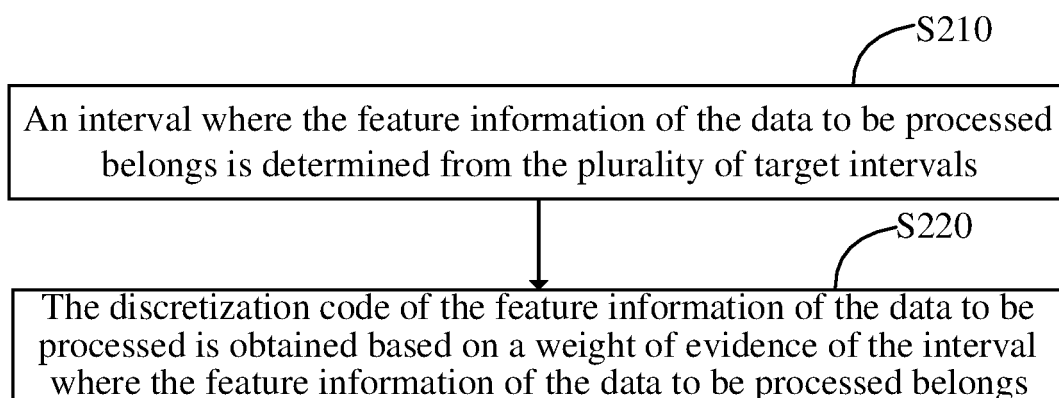 S210
An interval where the feature information of the data to be processed
belongs is determined from the plurality of target intervals
S220
The discretization code of the feature information of the data to be
processed is obtained based on a weight of evidence of the interval
where the feature information of the data to be processed belongs